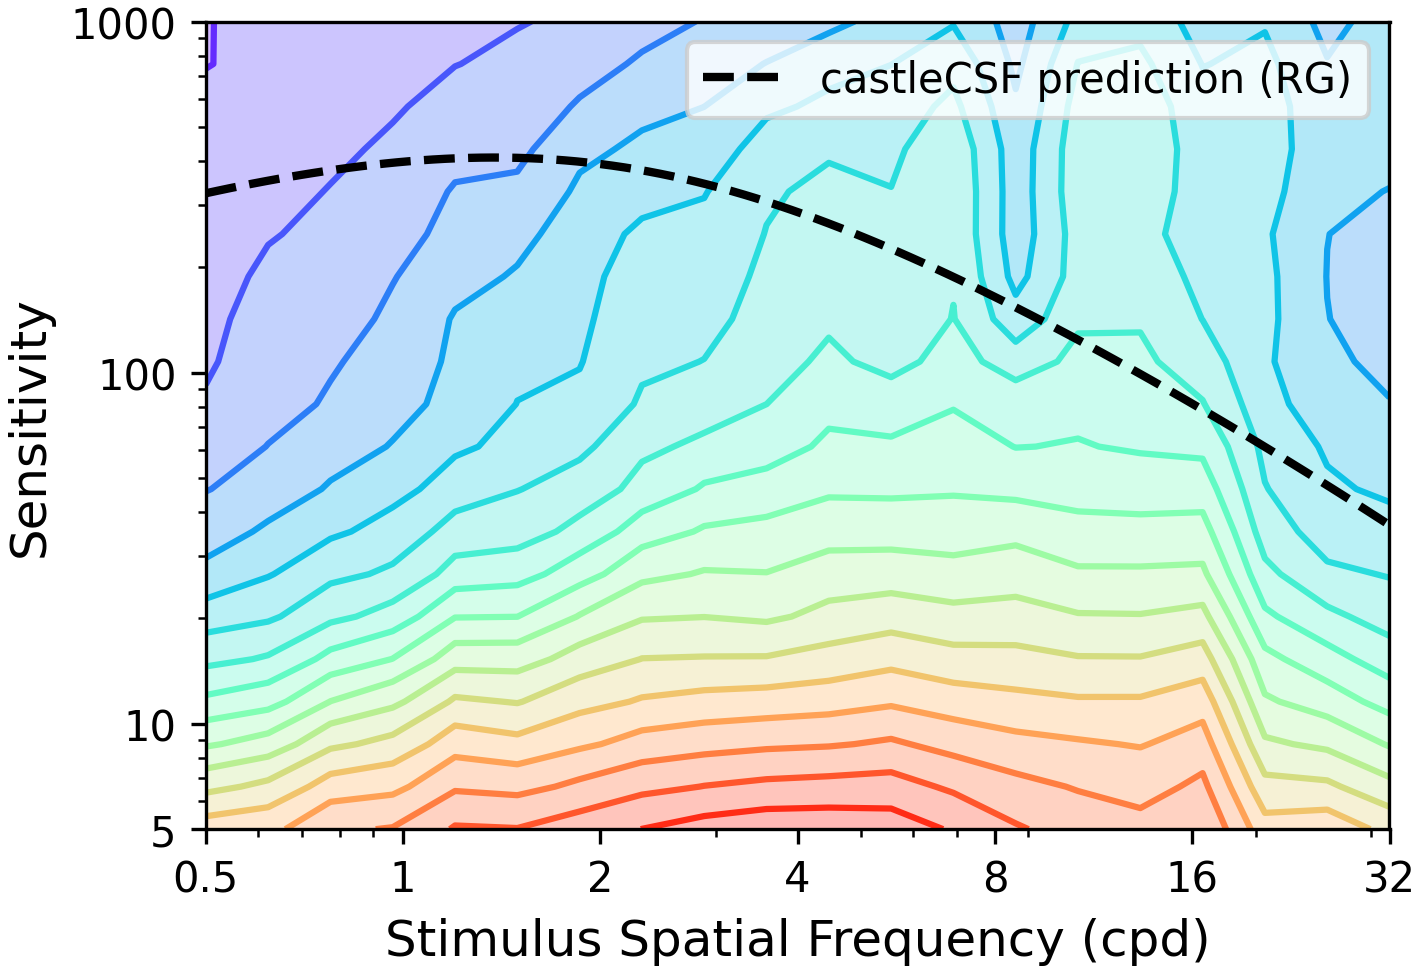 1000
100
10
5
Sensitivity
castleCSF prediction (RG)
0.5 1 2 4 8 16 32
Stimulus Spatial Frequency (cpd)